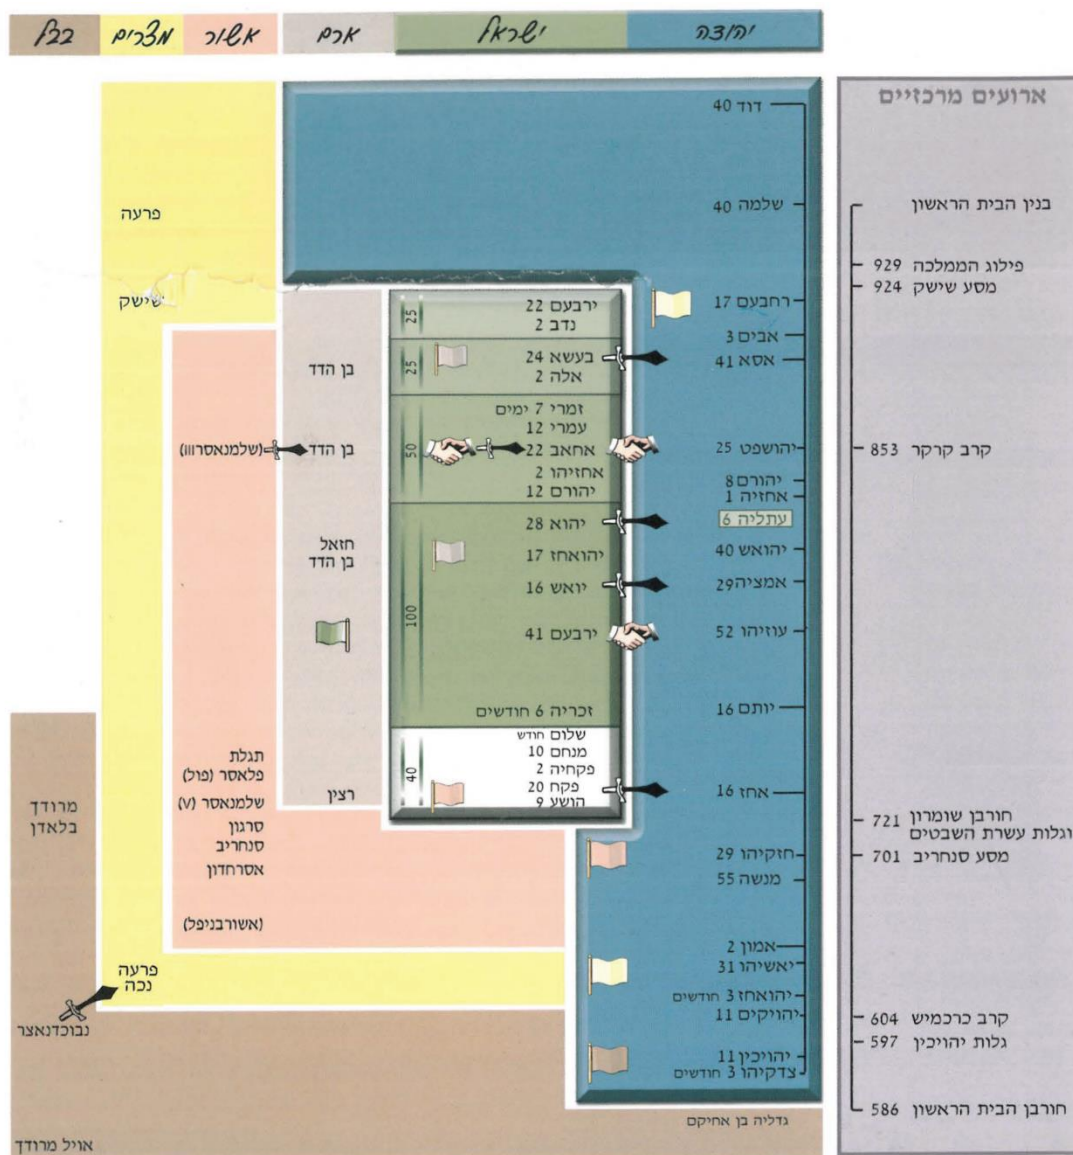 יהודה
ישראל
ארם
אשור
מצרים
בבל
ארועים מרכזיים
בנין הבית הראשון
פילוג הממלכה 929
מסע שישק 924
קרב קרקר 853
חורבן שומרון 721
וגלות עשרת השבטים
מסע סנחריב 701
קרב כרכמיש 604
גלות יהויכין 597
חורבן הבית הראשון 586
דוד 40
שלמה 40
רחבעם 17
אבים 3
אסא 41
יהושפט 25
יהורם 8
אחזיה 1
עתליה 6
יהואש 40
אמציה 29
עוזיהו 52
יותם 16
אחז 16
חזקיהו 29
מנשה 55
אמון 2
יאשיהו 31
יהואחז 3 חודשים
יהויקים 11
יהויכין 11
צדקיהו 3 חודשים
גדליה בן אחיקם
ירבעם 22
נדב 2
25
בעשא 24
אלה 2
25
זמרי 7 ימים
עמרי 12
אחאב 22
אחזיהו 2
יהורם 12
50
יהוא 28
יהואחז 17
יואש 16
ירבעם 41
זכריה 6 חודשים
100
שלום חודש
מנחם 10
פקחיה 2
פקח 20
הושע 9
40
בן הדד
בן הדד
חזאל
בן הדד
רצין
(שלמנאסרווו)
תגלת
פלאסר (פול)
שלמנאסר (V)
סרגון
סנחריב
אסרחדון
(אשורבניפל)
פרעה
שישק
פרעה
נכה
מרודך
בלאדן
נבוכדנאצר
אויל מרודך